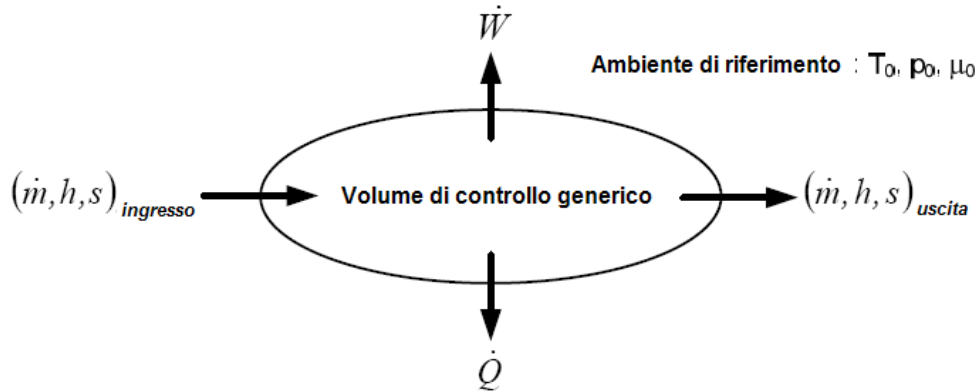 Ẇ
Ambiente di riferimento : T₀, p₀, μ₀
(ṁ, h, s) ingresso
Volume di controllo generico
(ṁ, h, s) uscita
Q̇